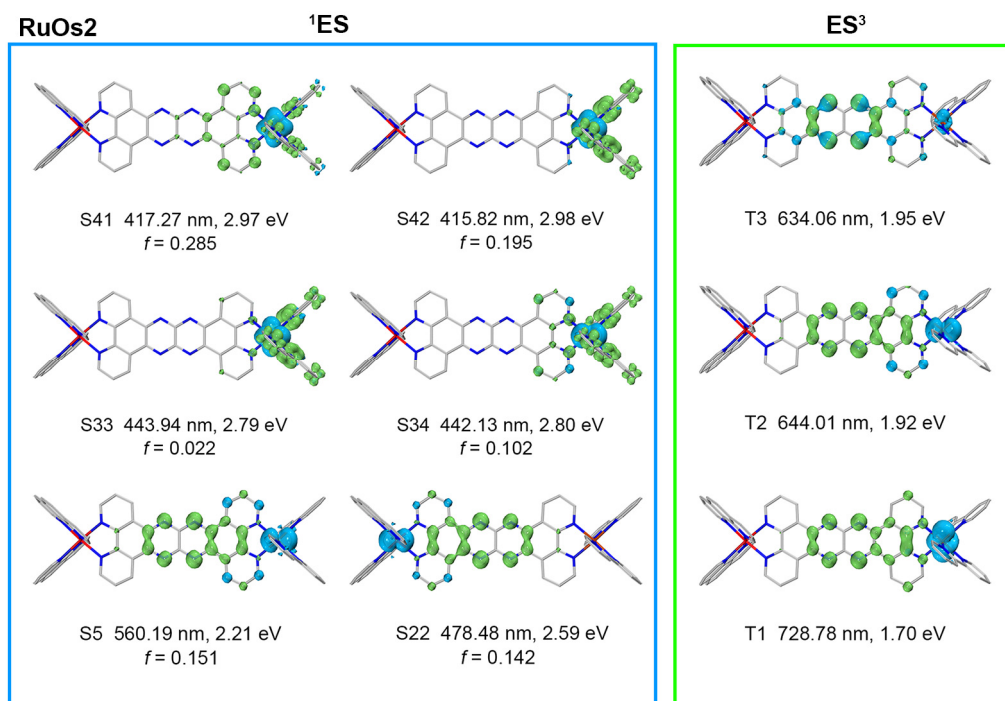 RuOs2
¹ES
ES³
S41 417.27 nm, 2.97 eV
f = 0.285
S42 415.82 nm, 2.98 eV
f = 0.195
T3 634.06 nm, 1.95 eV
S33 443.94 nm, 2.79 eV
f = 0.022
S34 442.13 nm, 2.80 eV
f = 0.102
T2 644.01 nm, 1.92 eV
S5 560.19 nm, 2.21 eV
f = 0.151
S22 478.48 nm, 2.59 eV
f = 0.142
T1 728.78 nm, 1.70 eV